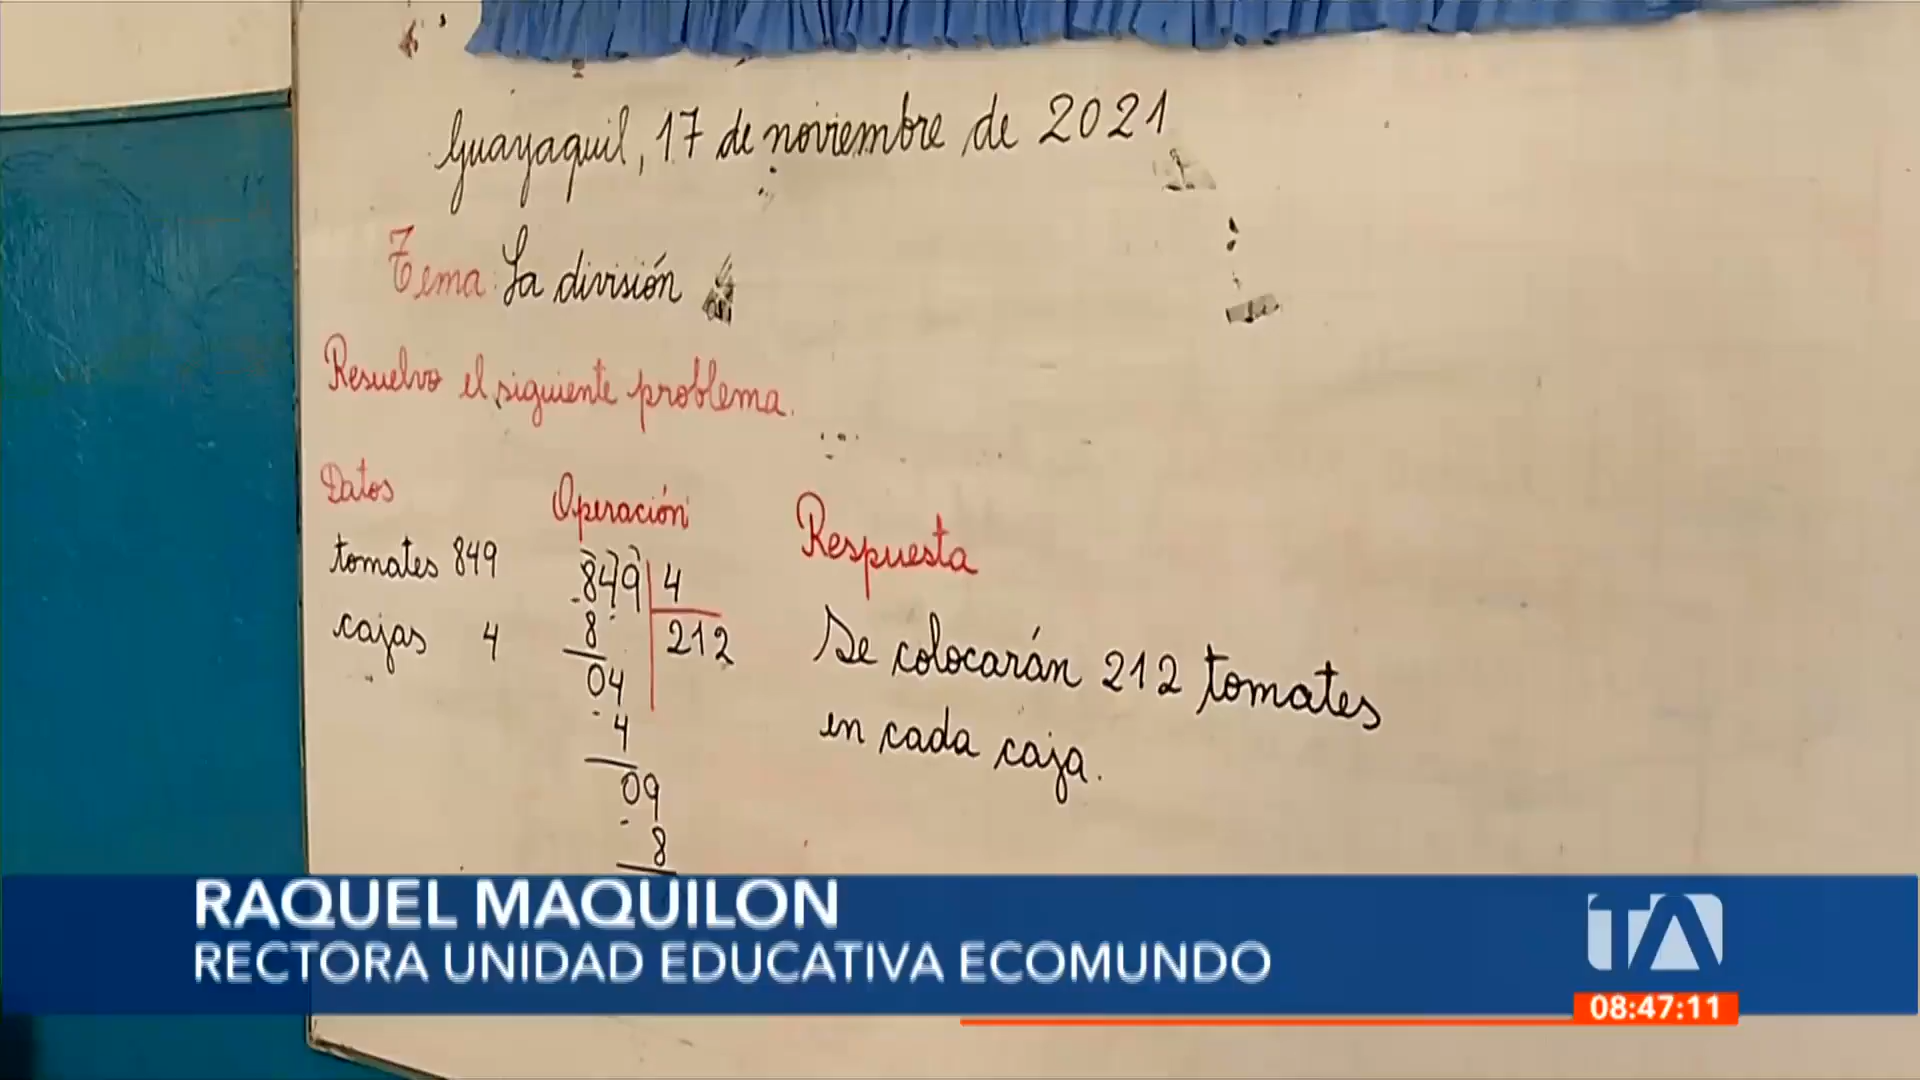 Guayaquil, 17 de noviembre de 2021
Tema: La división
Resuelvo el siguiente problema.
Datos
tomates 849
cajas 4
Operación
849 4
- 8 212
04
- 4
09
- 8
Respuesta
Se colocarán 212 tomates
en cada caja.
RAQUEL MAQUILON
RECTORA UNIDAD EDUCATIVA ECOMUNDO
TA
08:47:11